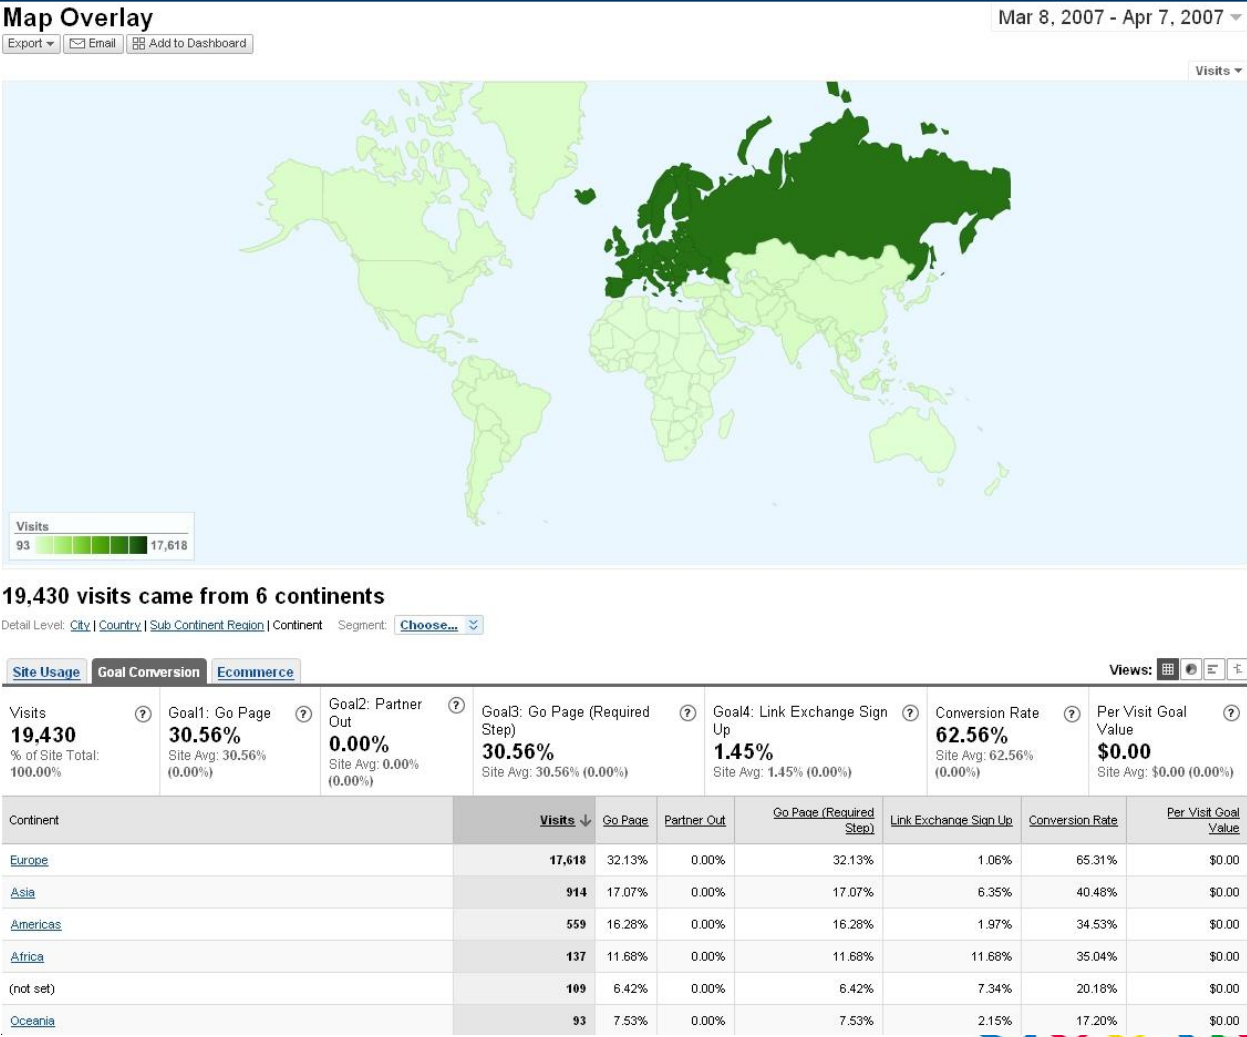 Map Overlay
Mar 8, 2007 - Apr 7, 2007
Export Email Add to Dashboard
Visits
Visits
93 17,618
19,430 visits came from 6 continents
Detail Level: City | Country | Sub Continent Region | Continent Segment: Choose...
Site Usage Goal Conversion Ecommerce Views:
Visits ?
19,430
% of Site Total:
100.00%
Goal1: Go Page ?
30.56%
Site Avg: 30.56%
(0.00%)
Goal2: Partner ?
Out
0.00%
Site Avg: 0.00%
(0.00%)
Goal3: Go Page (Required ?
Step)
30.56%
Site Avg: 30.56% (0.00%)
Goal4: Link Exchange Sign ?
Up
1.45%
Site Avg: 1.45% (0.00%)
Conversion Rate ?
62.56%
Site Avg: 62.56%
(0.00%)
Per Visit Goal ?
Value
$0.00
Site Avg: $0.00 (0.00%)
Continent Visits Go Page Partner Out Go Page (Required Step) Link Exchange Sign Up Conversion Rate Per Visit Goal Value
Europe 17,618 32.13% 0.00% 32.13% 1.06% 65.31% $0.00
Asia 914 17.07% 0.00% 17.07% 6.35% 40.48% $0.00
Americas 559 16.28% 0.00% 16.28% 1.97% 34.53% $0.00
Africa 137 11.68% 0.00% 11.68% 11.68% 35.04% $0.00
(not set) 109 6.42% 0.00% 6.42% 7.34% 20.18% $0.00
Oceania 93 7.53% 0.00% 7.53% 2.15% 17.20% $0.00